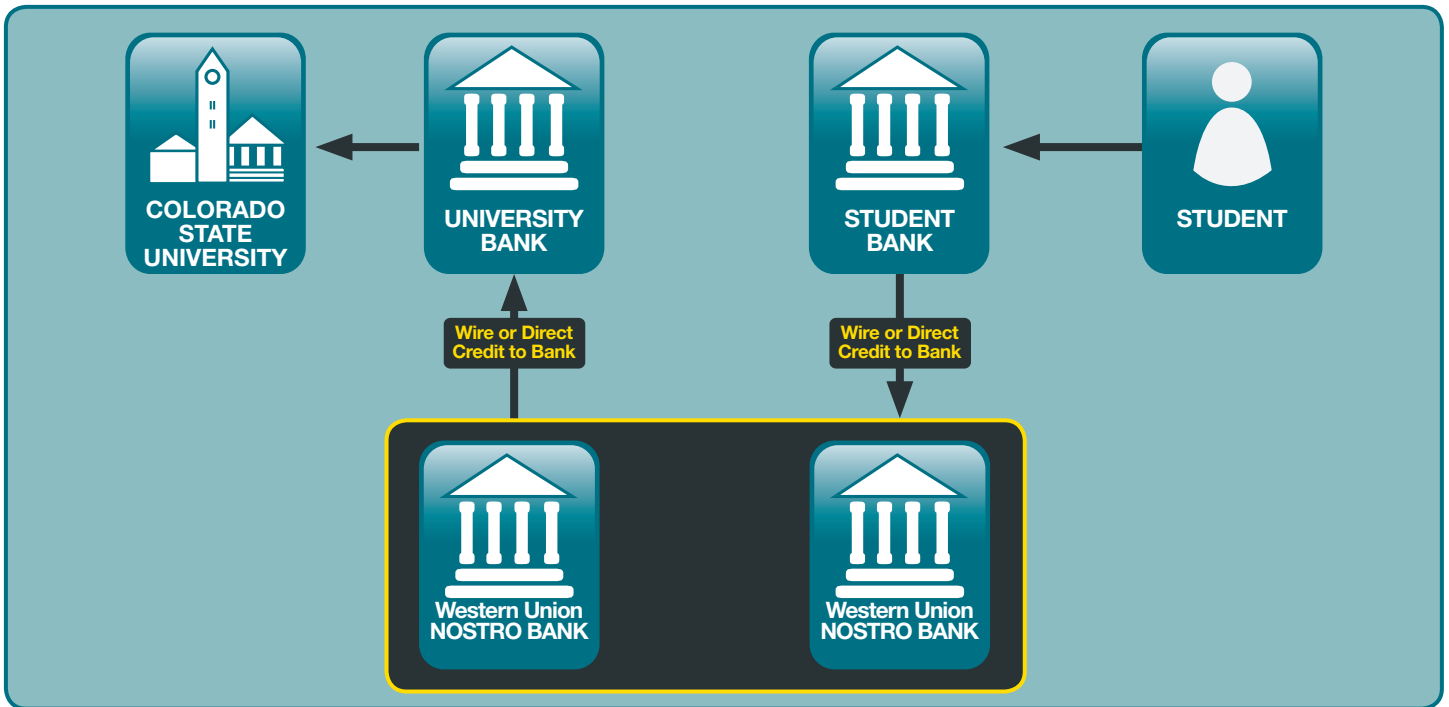 COLORADO
STATE
UNIVERSITY
UNIVERSITY
BANK
STUDENT
BANK
STUDENT
Wire or Direct
Credit to Bank
Wire or Direct
Credit to Bank
Western Union
NOSTRO BANK
Western Union
NOSTRO BANK